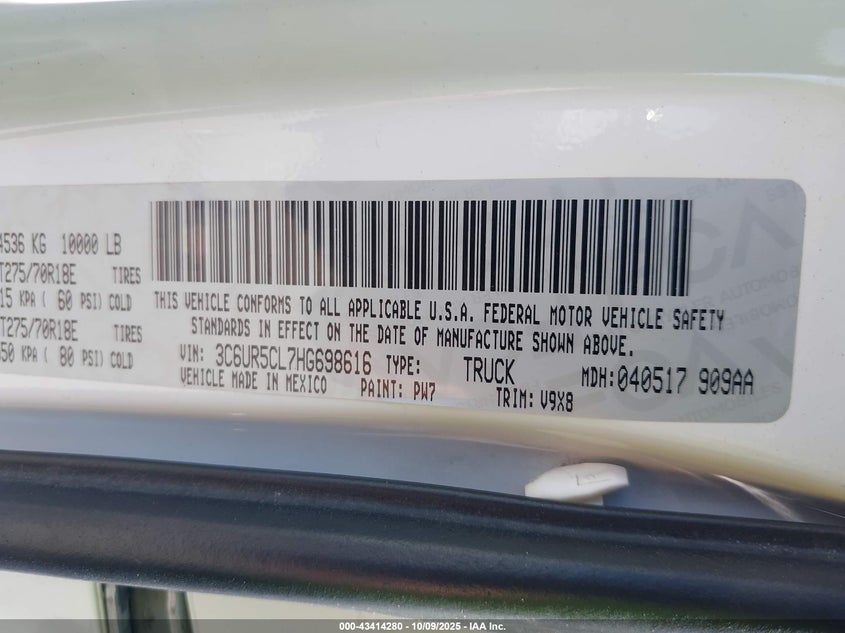 4536 KG 10000 LB
T275/70R18E TIRES
15 KPA ( 60 PSI) COLD
T275/70R18E TIRES
50 KPA ( 80 PSI) COLD
THIS VEHICLE CONFORMS TO ALL APPLICABLE U.S.A. FEDERAL MOTOR VEHICLE SAFETY
STANDARDS IN EFFECT ON THE DATE OF MANUFACTURE SHOWN ABOVE.
VIN: 3C6UR5CL7HG698616 TYPE: TRUCK MDH:040517 909AA
VEHICLE MADE IN MEXICO PAINT: PW7 TRIM: V9X8
000-43414280 - 10/09/2025 - IAA Inc.